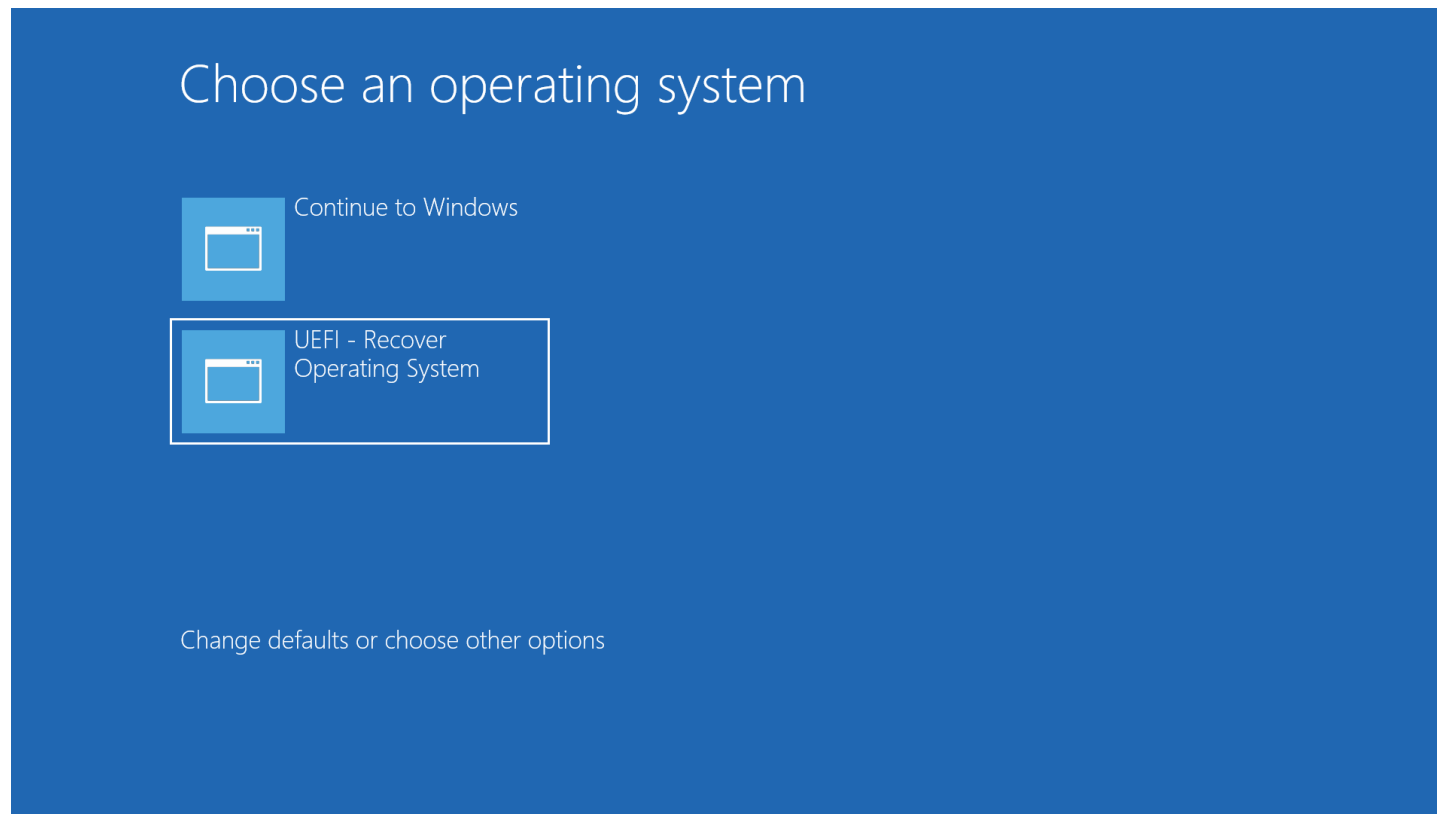 Choose an operating system
Continue to Windows
UEFI - Recover
Operating System
Change defaults or choose other options